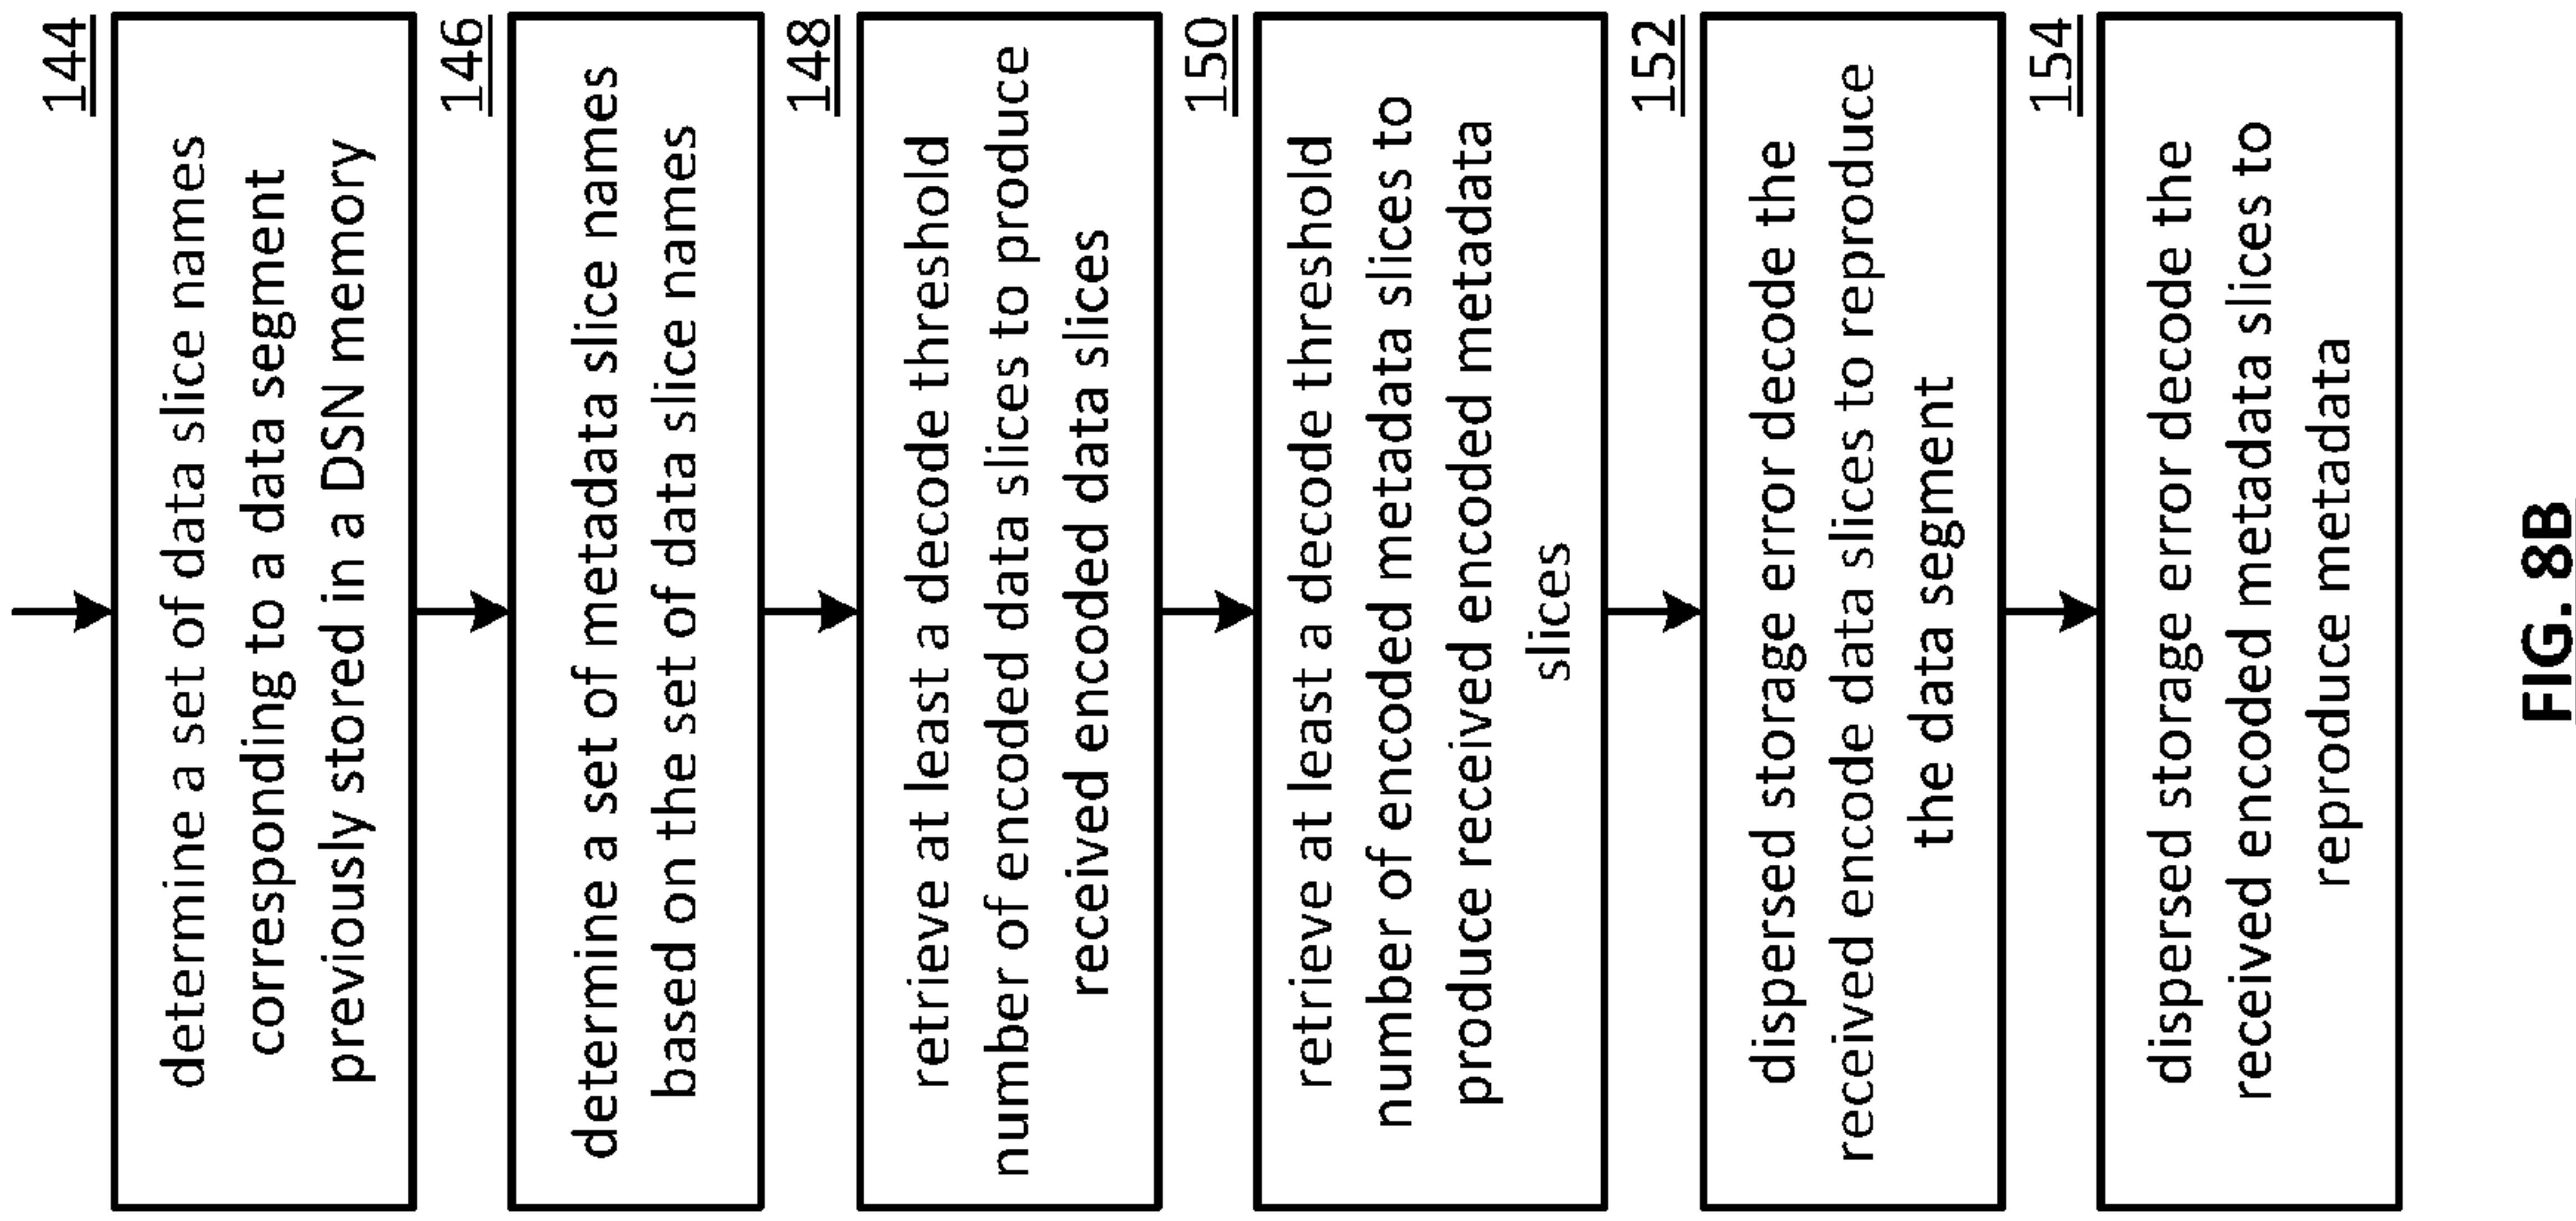 144
determine a set of data slice names
corresponding to a data segment
previously stored in a DSN memory
146
determine a set of metadata slice names
based on the set of data slice names
148
retrieve at least a decode threshold
number of encoded data slices to produce
received encoded data slices
150
retrieve at least a decode threshold
number of encoded metadata slices to
produce received encoded metadata
slices
152
dispersed storage error decode the
received encode data slices to reproduce
the data segment
154
dispersed storage error decode the
received encoded metadata slices to
reproduce metadata
FIG. 8B